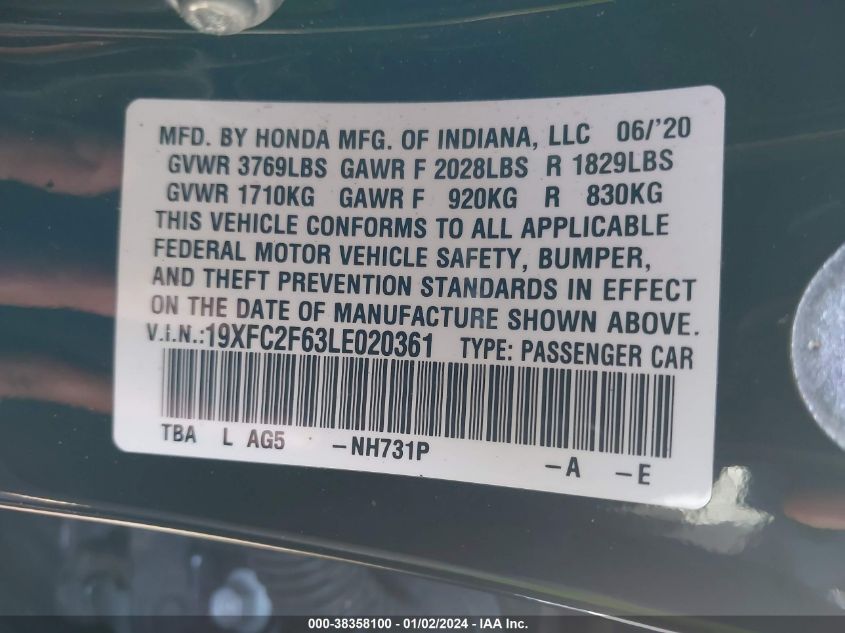 MFD. BY HONDA MFG. OF INDIANA, LLC 06/'20
GVWR 3769LBS GAWR F 2028LBS R 1829LBS
GVWR 1710KG GAWR F 920KG R 830KG
THIS VEHICLE CONFORMS TO ALL APPLICABLE
FEDERAL MOTOR VEHICLE SAFETY, BUMPER,
AND THEFT PREVENTION STANDARDS IN EFFECT
ON THE DATE OF MANUFACTURE SHOWN ABOVE.
V.I.N.:19XFC2F63LE020361 TYPE: PASSENGER CAR
TBA L AG5 -NH731P -A -E
000-38358100 - 01/02/2024 - IAA Inc.